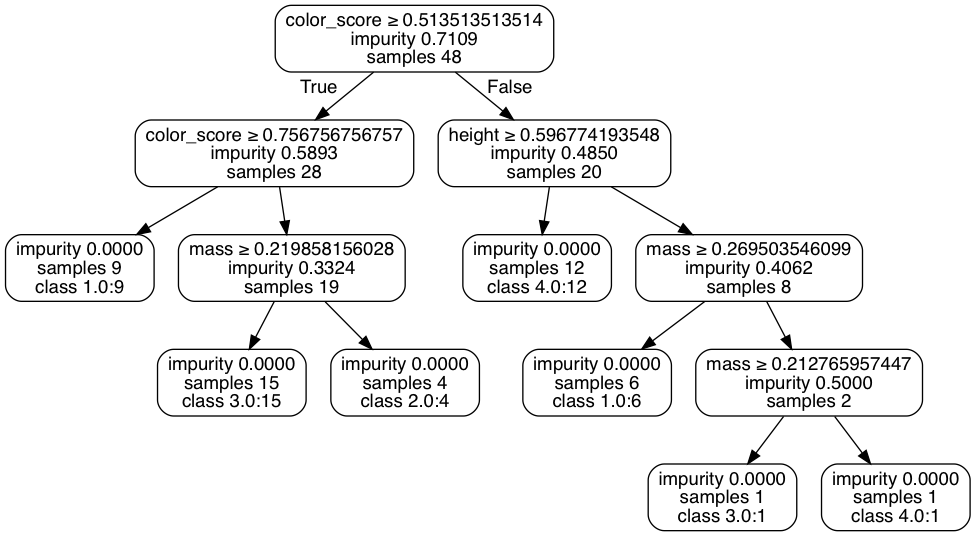 color_score ≥ 0.513513513514
impurity 0.7109
samples 48
True
False
color_score ≥ 0.756756756757
impurity 0.5893
samples 28
height ≥ 0.596774193548
impurity 0.4850
samples 20
impurity 0.0000
samples 9
class 1.0:9
mass ≥ 0.219858156028
impurity 0.3324
samples 19
impurity 0.0000
samples 12
class 4.0:12
mass ≥ 0.269503546099
impurity 0.4062
samples 8
impurity 0.0000
samples 15
class 3.0:15
impurity 0.0000
samples 4
class 2.0:4
impurity 0.0000
samples 6
class 1.0:6
mass ≥ 0.212765957447
impurity 0.5000
samples 2
impurity 0.0000
samples 1
class 3.0:1
impurity 0.0000
samples 1
class 4.0:1